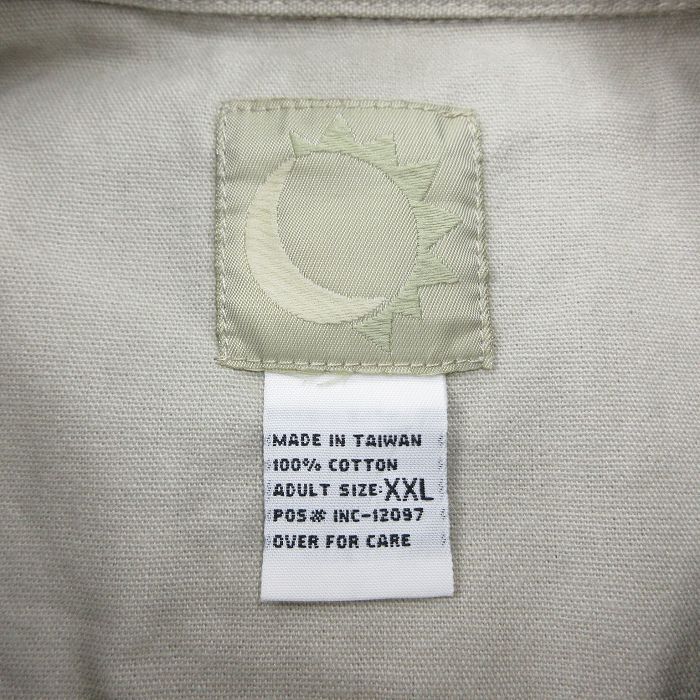 MADE IN TAIWAN
100% COTTON
ADULT SIZE: XXL
POS# INC-12097
OVER FOR CARE